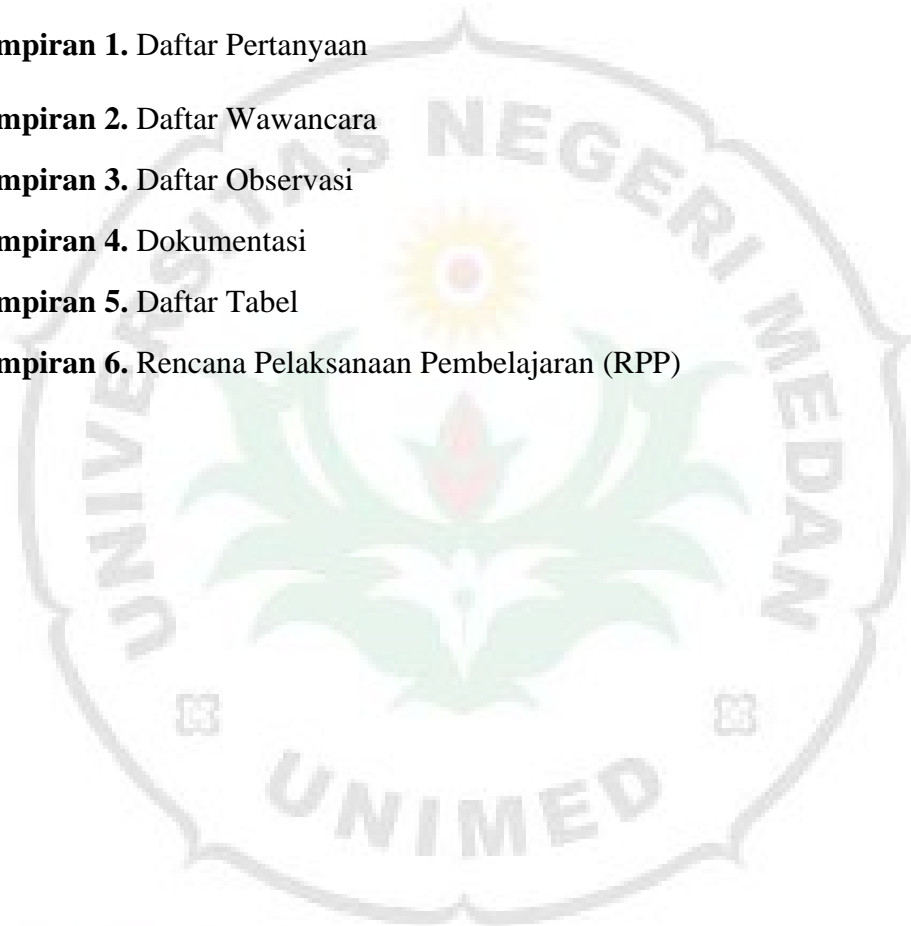 mpiran 1. Daftar Pertanyaan
mpiran 2. Daftar Wawancara
mpiran 3. Daftar Observasi
mpiran 4. Dokumentasi
mpiran 5. Daftar Tabel
mpiran 6. Rencana Pelaksanaan Pembelajaran (RPP)
UNIVERSITAS NEGERI MEDAN
UNIMED